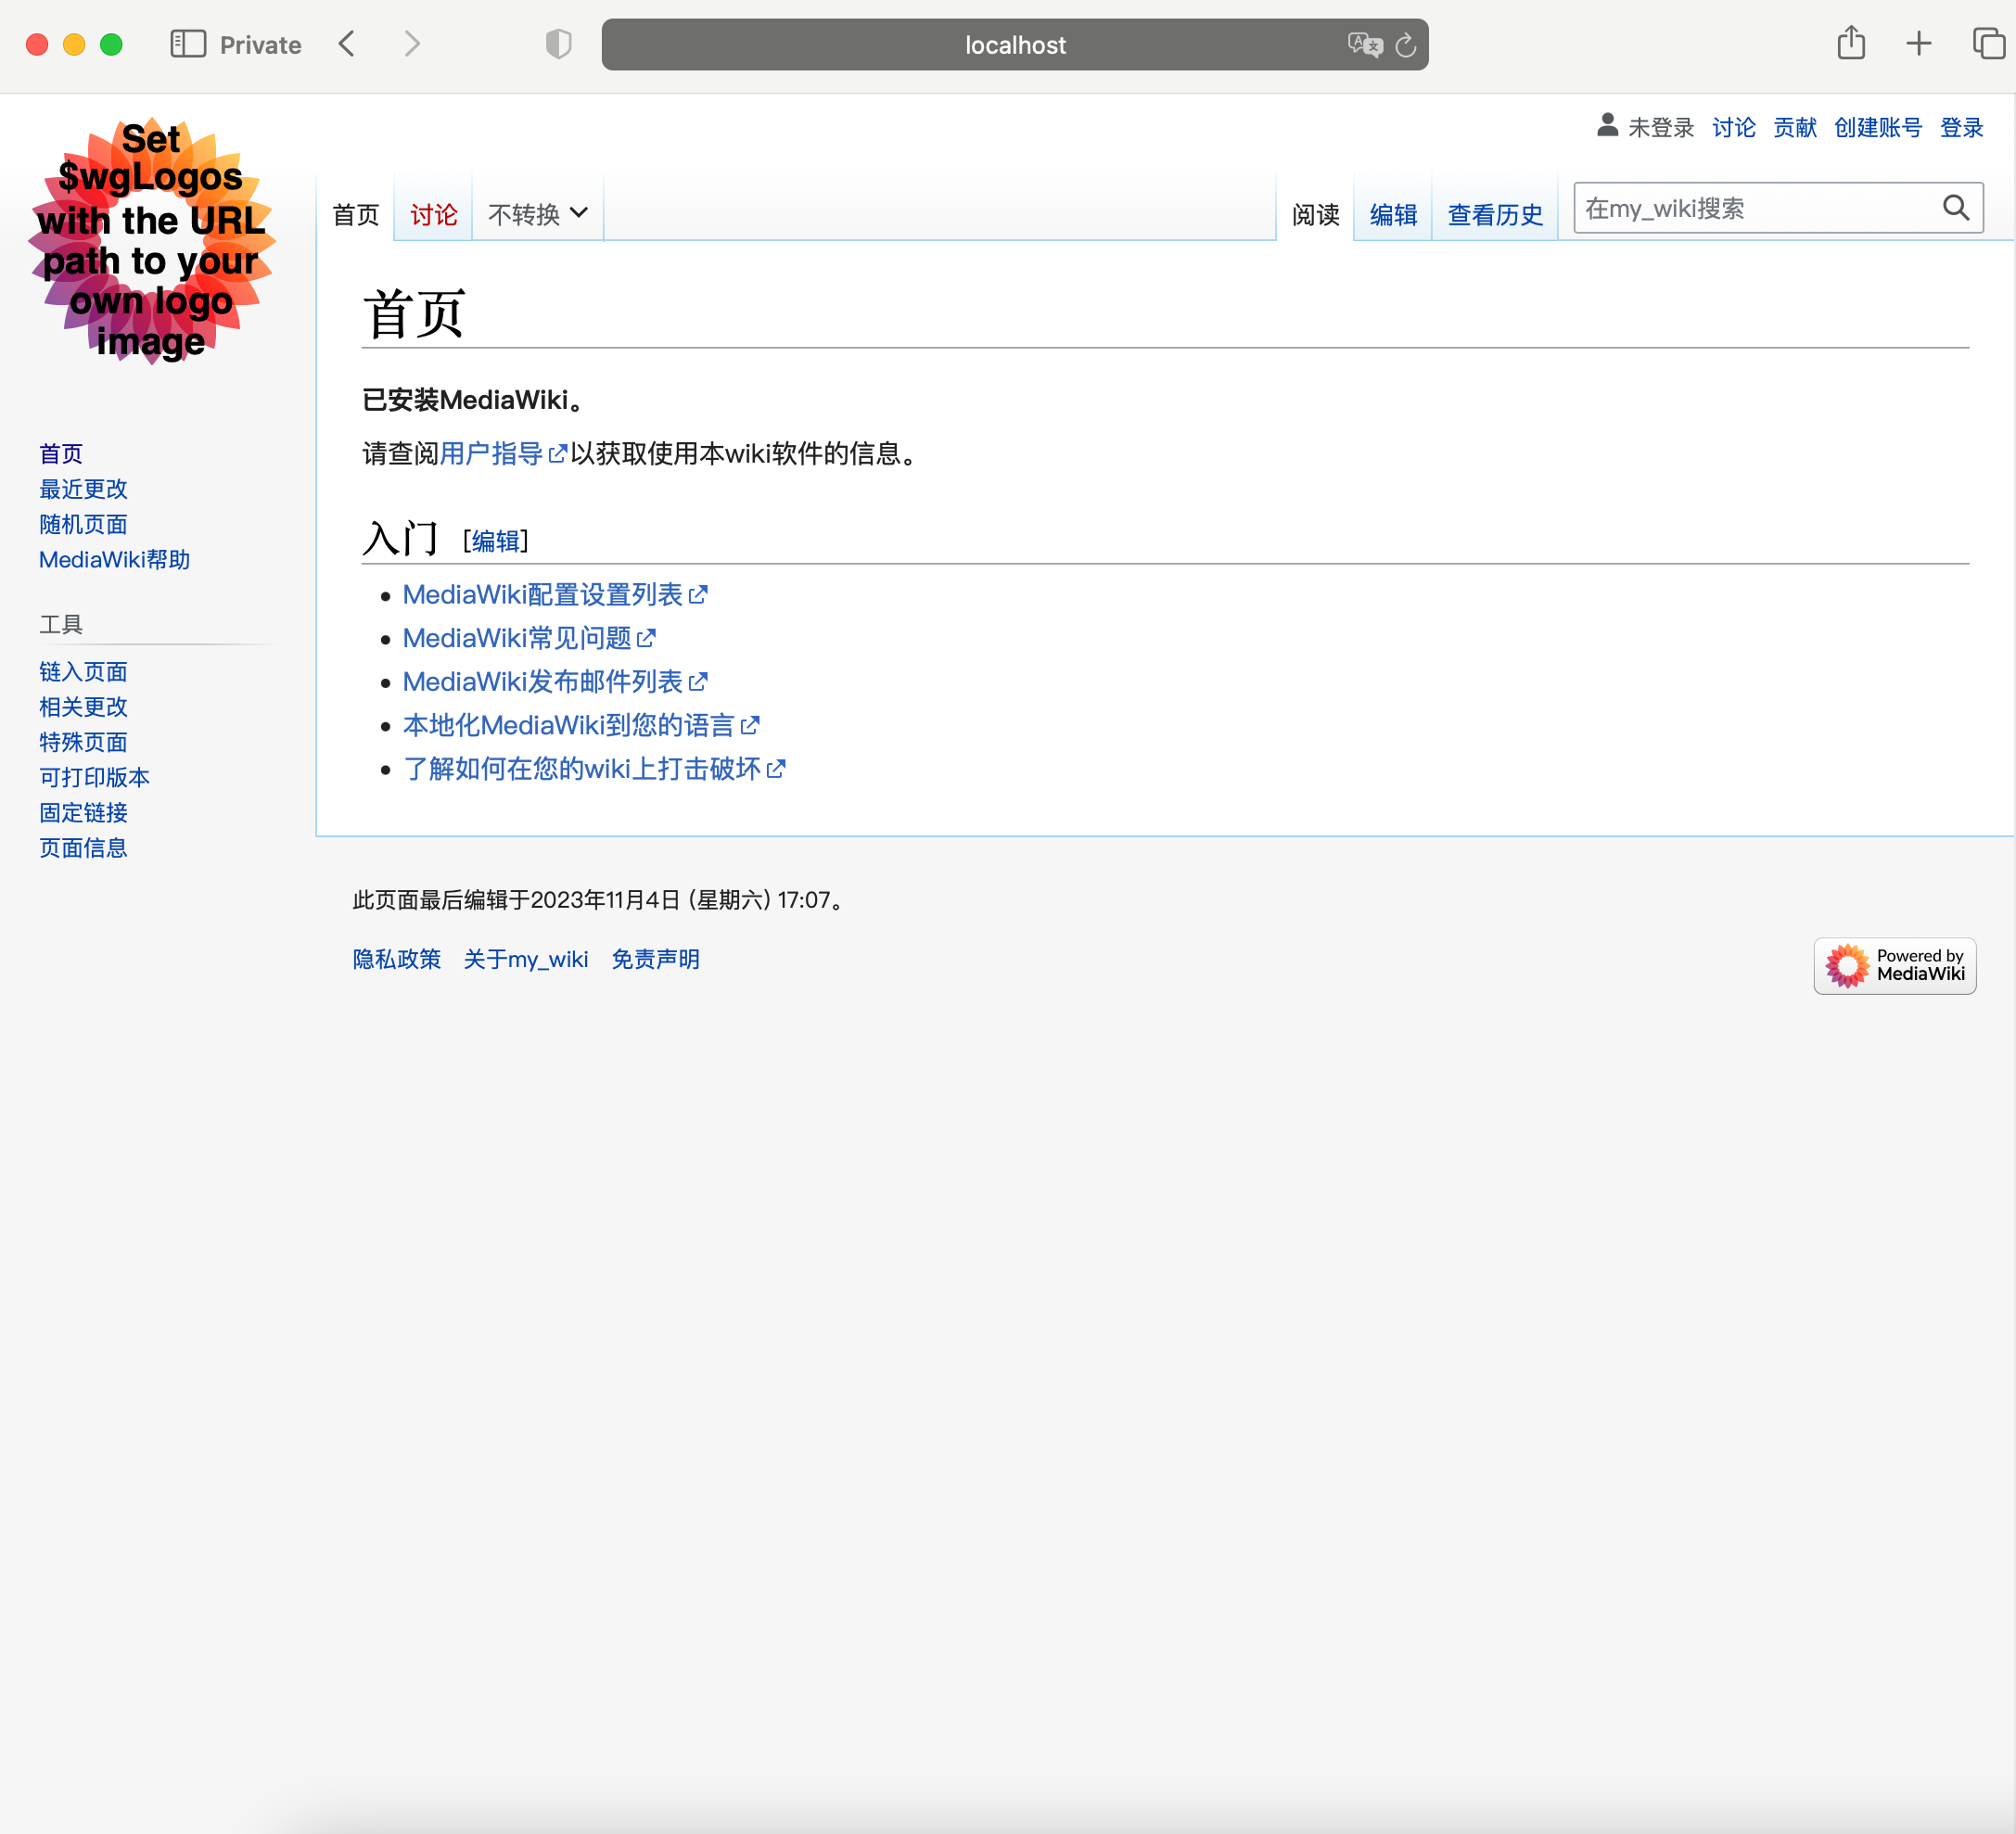 Private
localhost
Set
$wgLogos
with the URL
path to your
own logo
image
未登录 讨论 贡献 创建账号 登录
首页 讨论 不转换 阅读 编辑 查看历史 在my_wiki搜索
首页
已安装MediaWiki。
请查阅用户指导以获取使用本wiki软件的信息。
入门 [编辑]
MediaWiki配置设置列表
MediaWiki常见问题
MediaWiki发布邮件列表
本地化MediaWiki到您的语言
了解如何在您的wiki上打击破坏
首页
最近更改
随机页面
MediaWiki帮助
工具
链入页面
相关更改
特殊页面
可打印版本
固定链接
页面信息
此页面最后编辑于2023年11月4日 (星期六) 17:07。
隐私政策 关于my_wiki 免责声明
Powered by
MediaWiki